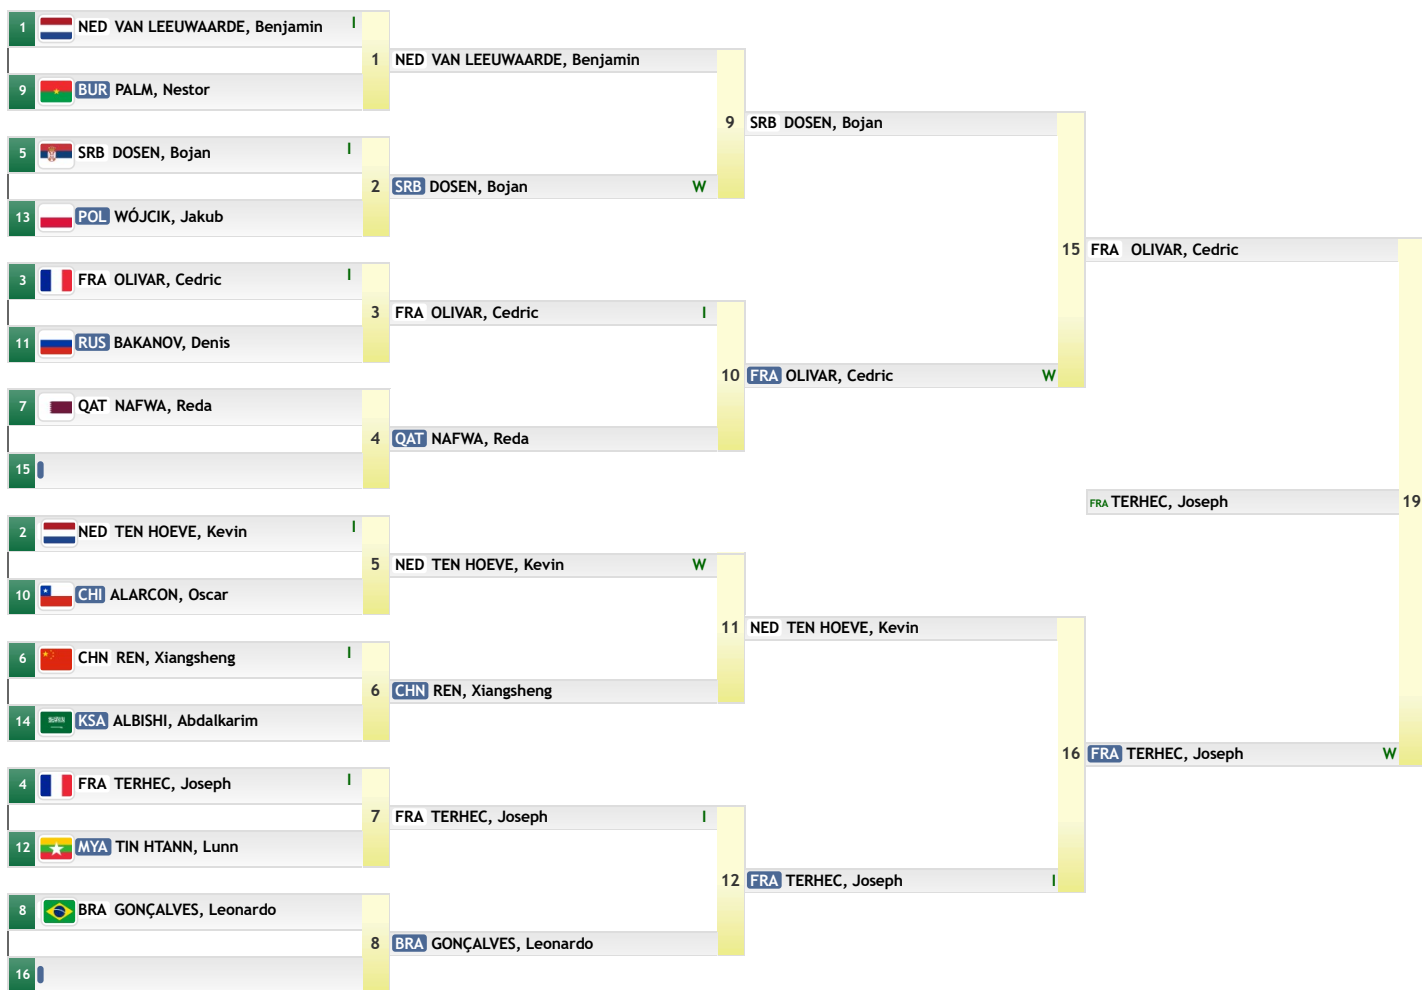 1 NED VAN LEEUWAARDE, Benjamin I
1 NED VAN LEEUWAARDE, Benjamin
9 BUR PALM, Nestor
9 SRB DOSEN, Bojan
5 SRB DOSEN, Bojan I
2 SRB DOSEN, Bojan W
13 POL WÓJCIK, Jakub
15 FRA OLIVAR, Cedric
3 FRA OLIVAR, Cedric I
3 FRA OLIVAR, Cedric I
11 RUS BAKANOV, Denis
10 FRA OLIVAR, Cedric W
7 QAT NAFWA, Reda
4 QAT NAFWA, Reda
15
FRA TERHEC, Joseph 19
2 NED TEN HOEVE, Kevin I
5 NED TEN HOEVE, Kevin W
10 CHI ALARCON, Oscar
11 NED TEN HOEVE, Kevin
6 CHN REN, Xiangsheng I
6 CHN REN, Xiangsheng
14 KSA ALBISHI, Abdalkarim
16 FRA TERHEC, Joseph W
4 FRA TERHEC, Joseph I
7 FRA TERHEC, Joseph I
12 MYA TIN HTANN, Lunn
12 FRA TERHEC, Joseph I
8 BRA GONÇALVES, Leonardo
8 BRA GONÇALVES, Leonardo
16